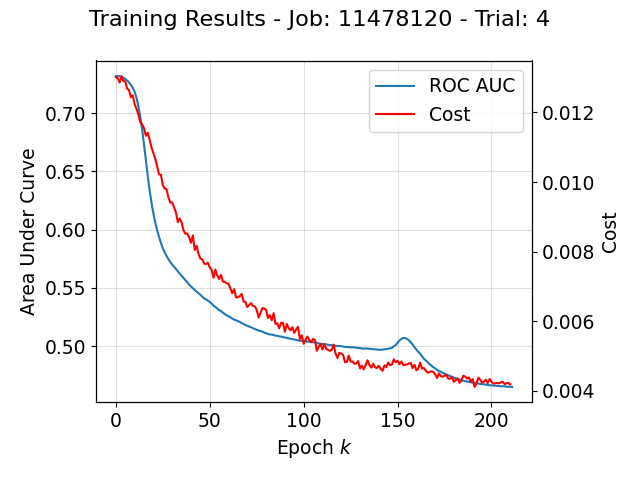 Training Results - Job: 11478120 - Trial: 4
ROC AUC
Cost
Area Under Curve
0.70
0.65
0.60
0.55
0.50
0.012
0.010
0.008
0.006
0.004
Cost
0 50 100 150 200
Epoch k